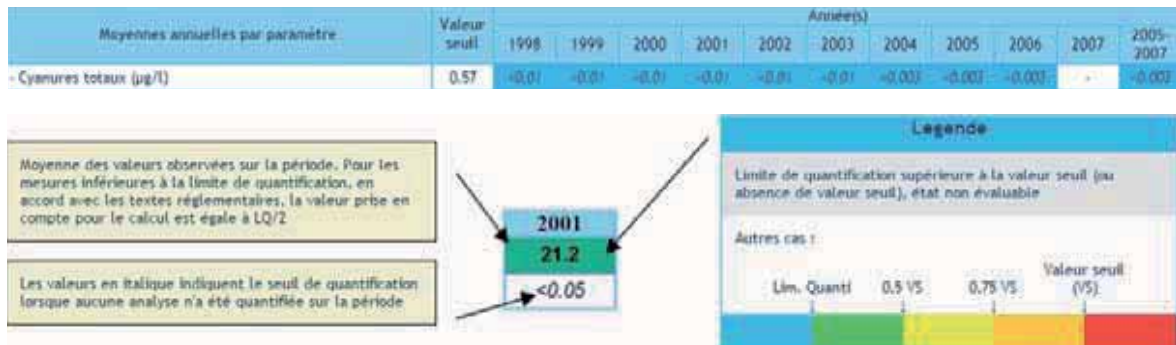 Moyennes annuelles par paramètre
Valeur seuil
Année(s)
1998 1999 2000 2001 2002 2003 2004 2005 2006 2007 2005-2007
- Cyanures totaux (µg/l) 0.57 <0.01 <0.01 <0.01 <0.01 <0.01 <0.01 <0.003 <0.003 <0.003 - <0.003
Moyenne des valeurs observées sur la période. Pour les
mesures inférieures à la limite de quantification, en
accord avec les textes réglementaires, la valeur prise en
compte pour le calcul est égale à LQ/2
Les valeurs en italique indiquent le seuil de quantification
lorsque aucune analyse n'a été quantifiée sur la période
2001
21.2
<0.05
Legende
Limite de quantification supérieure à la valeur seuil (ou
absence de valeur seuil), état non évaluable
Autres cas :
Lim. Quanti 0.5 VS 0.75 VS Valeur seuil
(VS)